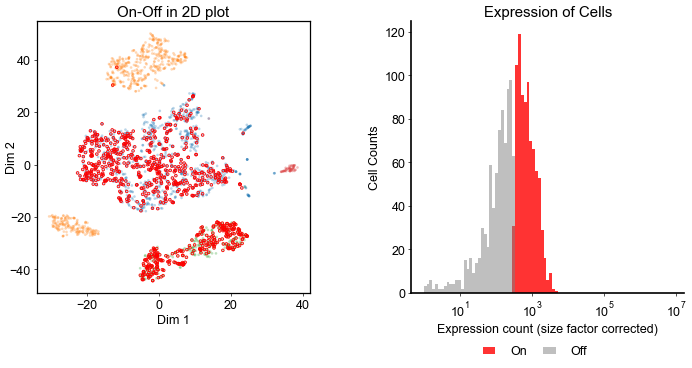 On-Off in 2D plot
Dim 2
40
20
0
−20
−40
−20
0
20
40
Dim 1
Expression of Cells
Cell Counts
120
100
80
60
40
20
0
10^1
10^3
10^5
10^7
Expression count (size factor corrected)
On
Off